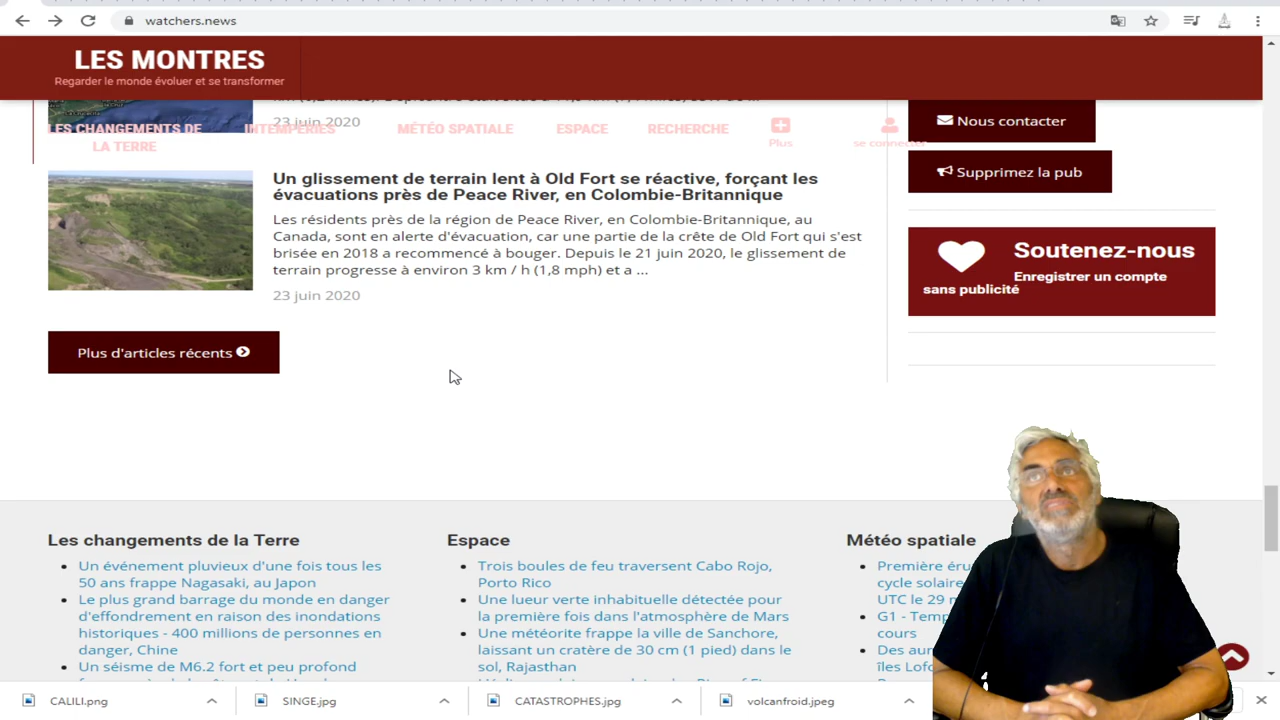 watchers.news
LES MONTRES
Regarder le monde évoluer et se transformer
23 juin 2020
LES CHANGEMENTS DE
LA TERRE
INTEMPÉRIES
MÉTÉO SPATIALE
ESPACE
RECHERCHE
Plus
se connecter
Un glissement de terrain lent à Old Fort se réactive, forçant les
évacuations près de Peace River, en Colombie-Britannique
Les résidents près de la région de Peace River, en Colombie-Britannique, au
Canada, sont en alerte d'évacuation, car une partie de la crête de Old Fort qui s'est
brisée en 2018 a recommencé à bouger. Depuis le 21 juin 2020, le glissement de
terrain progresse à environ 3 km / h (1,8 mph) et a ...
23 juin 2020
Plus d'articles récents
Nous contacter
Supprimez la pub
Soutenez-nous
Enregistrer un compte
sans publicité
Les changements de la Terre
Un événement pluvieux d'une fois tous les
50 ans frappe Nagasaki, au Japon
Le plus grand barrage du monde en danger
d'effondrement en raison des inondations
historiques - 400 millions de personnes en
danger, Chine
Un séisme de M6.2 fort et peu profond
Espace
Trois boules de feu traversent Cabo Rojo,
Porto Rico
Une lueur verte inhabituelle détectée pour
la première fois dans l'atmosphère de Mars
Une météorite frappe la ville de Sanchore,
laissant un cratère de 30 cm (1 pied) dans le
sol, Rajasthan
Météo spatiale
Première
cycle solaire
UTC le 29
G1 -
cours
Des
îles
CALILI.png
SINGE.jpg
CATASTROPHES.jpg
volcanfroid.jpeg